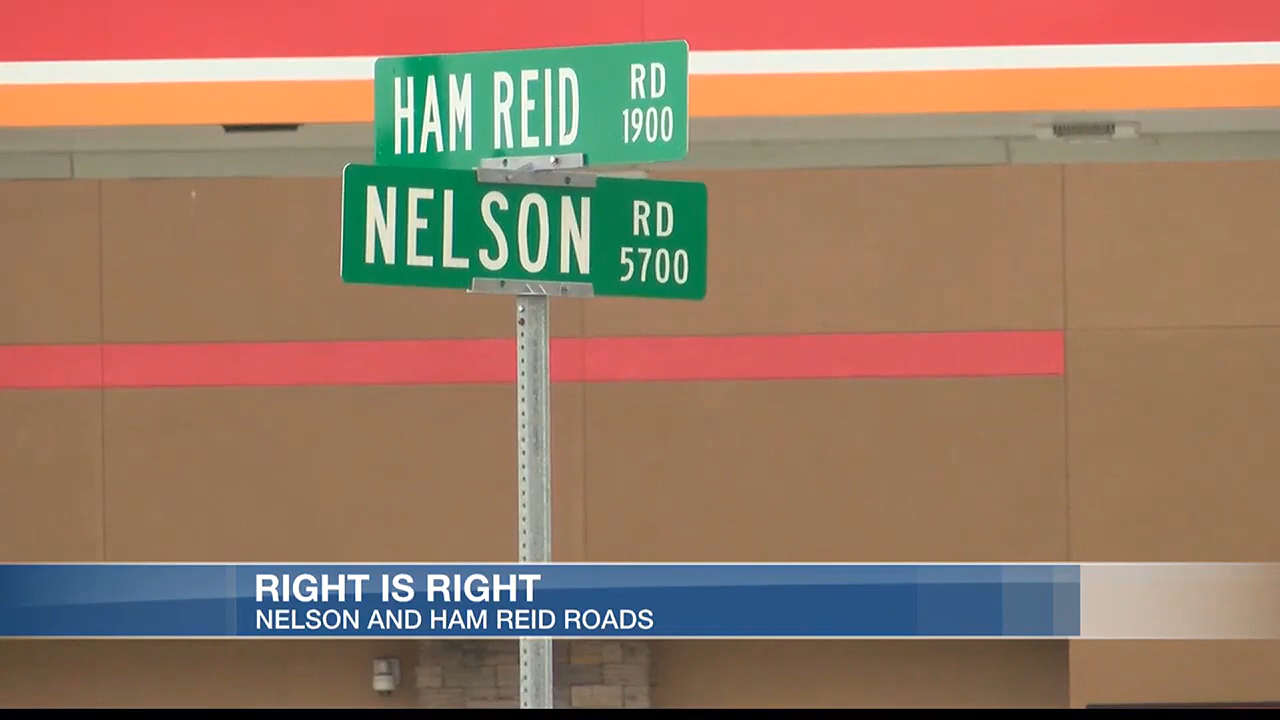 HAM REID RD
1900
NELSON RD
5700
RIGHT IS RIGHT
NELSON AND HAM REID ROADS